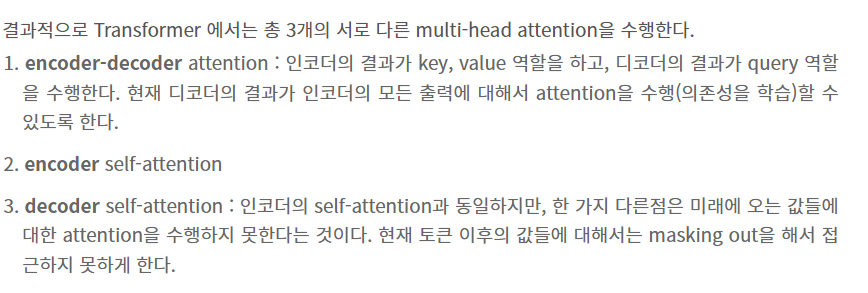 결과적으로 Transformer 에서는 총 3개의 서로 다른 multi-head attention을 수행한다.
1. encoder-decoder attention : 인코더의 결과가 key, value 역할을 하고, 디코더의 결과가 query 역할
을 수행한다. 현재 디코더의 결과가 인코더의 모든 출력에 대해서 attention을 수행(의존성을 학습)할 수
있도록 한다.
2. encoder self-attention
3. decoder self-attention : 인코더의 self-attention과 동일하지만, 한 가지 다른점은 미래에 오는 값들에
대한 attention을 수행하지 못한다는 것이다. 현재 토큰 이후의 값들에 대해서는 masking out을 해서 접
근하지 못하게 한다.